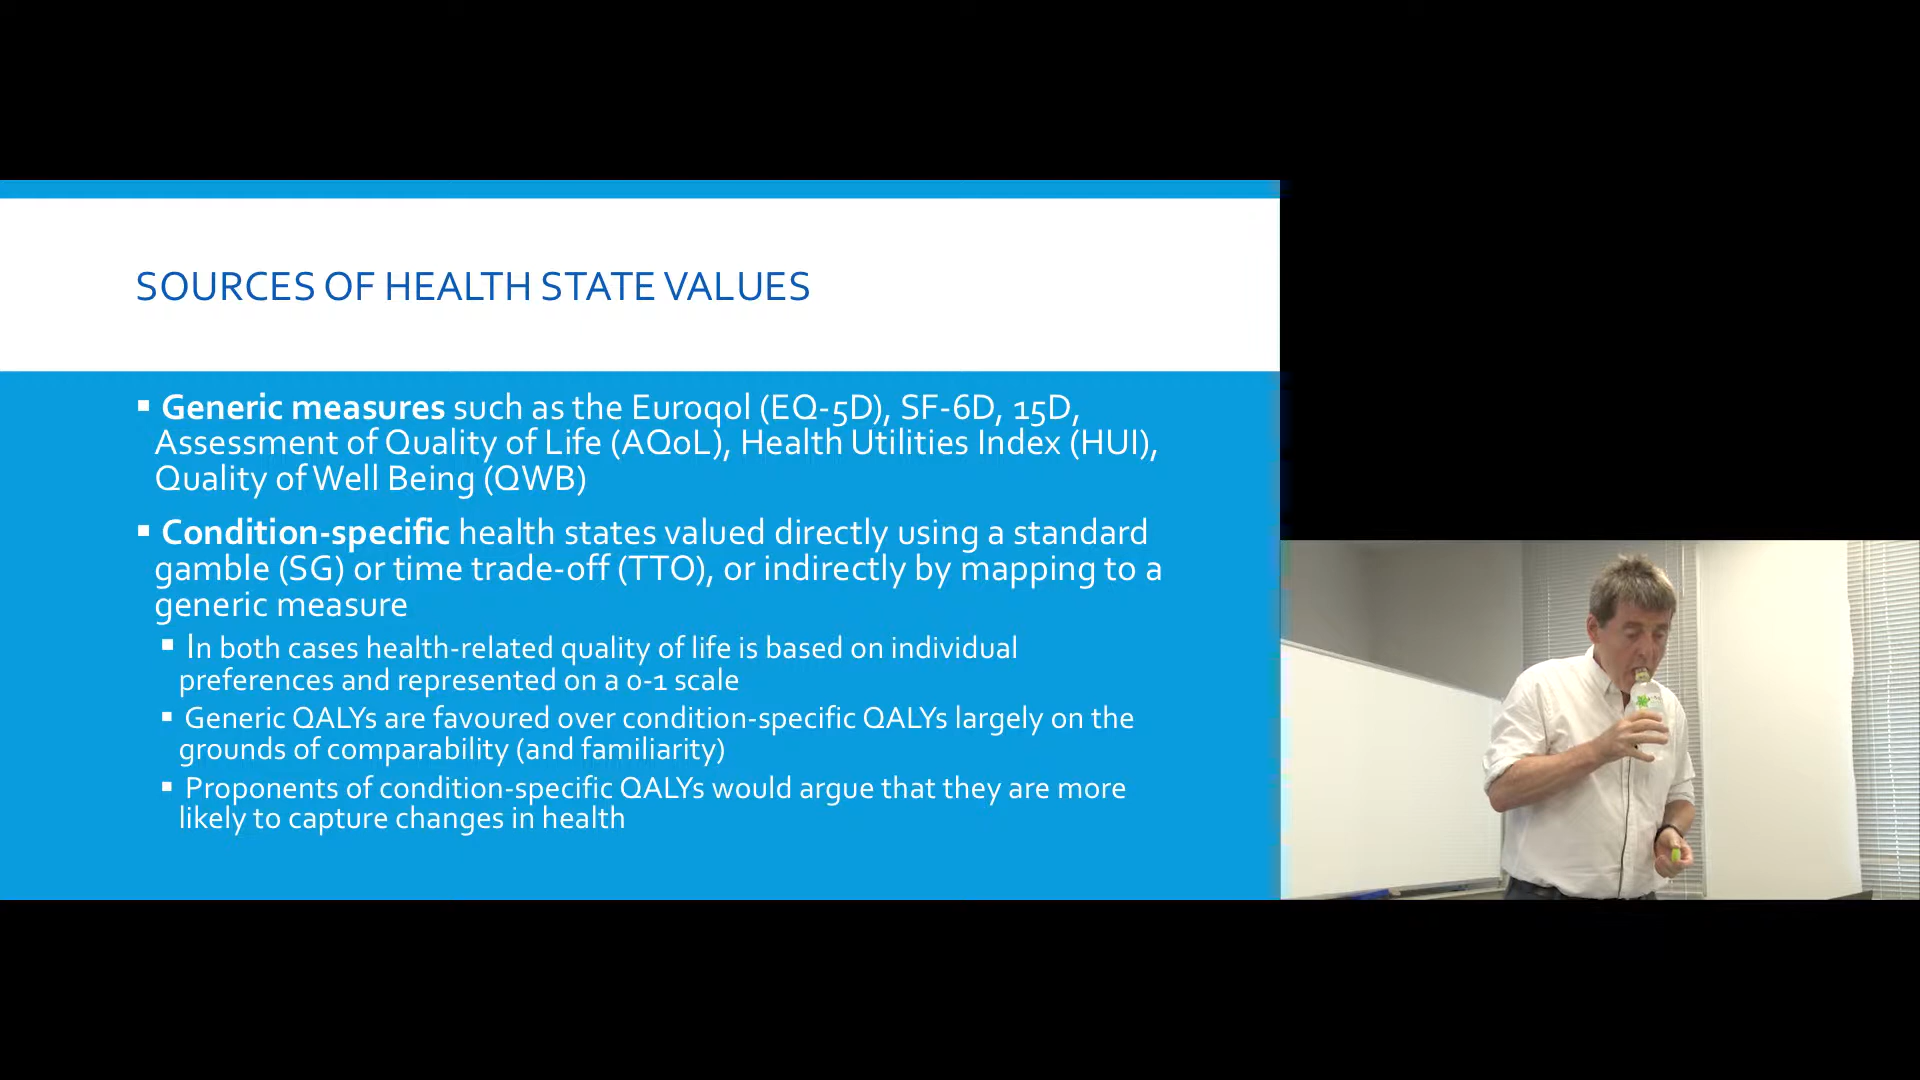 SOURCES OF HEALTH STATE VALUES
Generic measures such as the Euroqol (EQ-5D), SF-6D, 15D,
Assessment of Quality of Life (AQoL), Health Utilities Index (HUI),
Quality of Well Being (QWB)
Condition-specific health states valued directly using a standard
gamble (SG) or time trade-off (TTO), or indirectly by mapping to a
generic measure
In both cases health-related quality of life is based on individual
preferences and represented on a 0-1 scale
Generic QALYs are favoured over condition-specific QALYs largely on the
grounds of comparability (and familiarity)
Proponents of condition-specific QALYs would argue that they are more
likely to capture changes in health